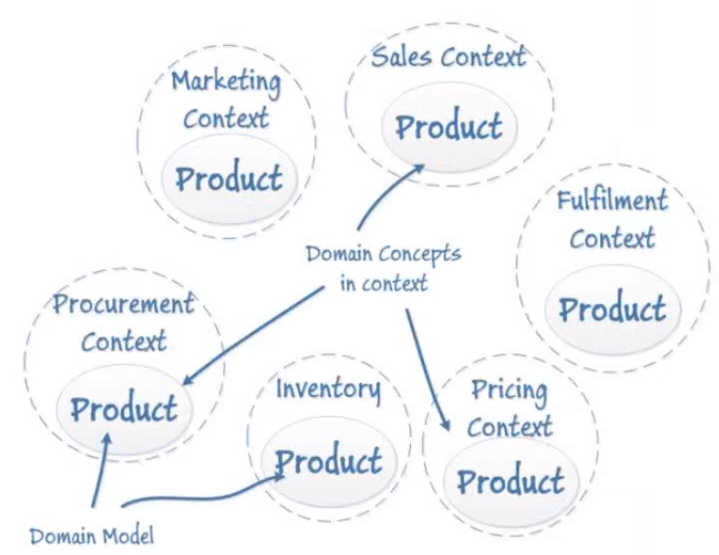 Sales Context
Product
Marketing
Context
Product
Fulfilment
Context
Product
Domain Concepts
in context
Procurement
Context
Product
Inventory
Product
Pricing
Context
Product
Domain Model